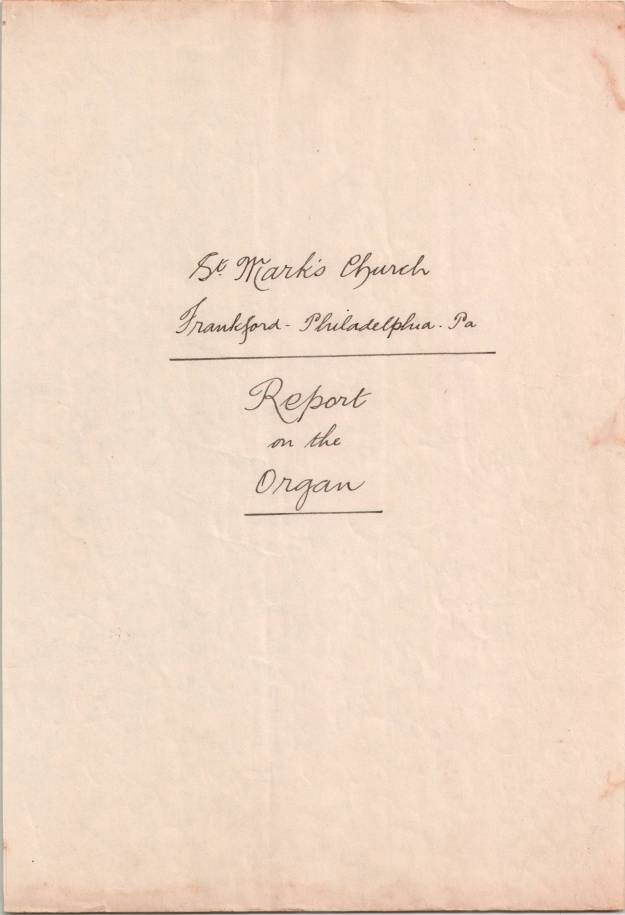 St. Mark's Church
Frankford - Philadelphia. Pa
Report
on the
Organ